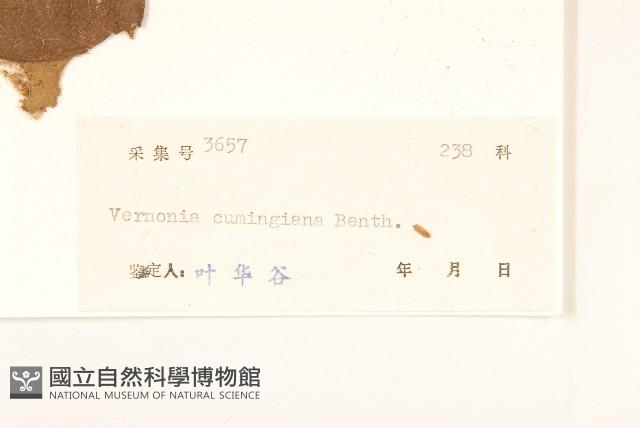 采集号 3657 238 科
Vernonia cumingiana Benth.
鉴定人: 叶华谷 年 月 日
國立自然科學博物館
NATIONAL MUSEUM OF NATURAL SCIENCE